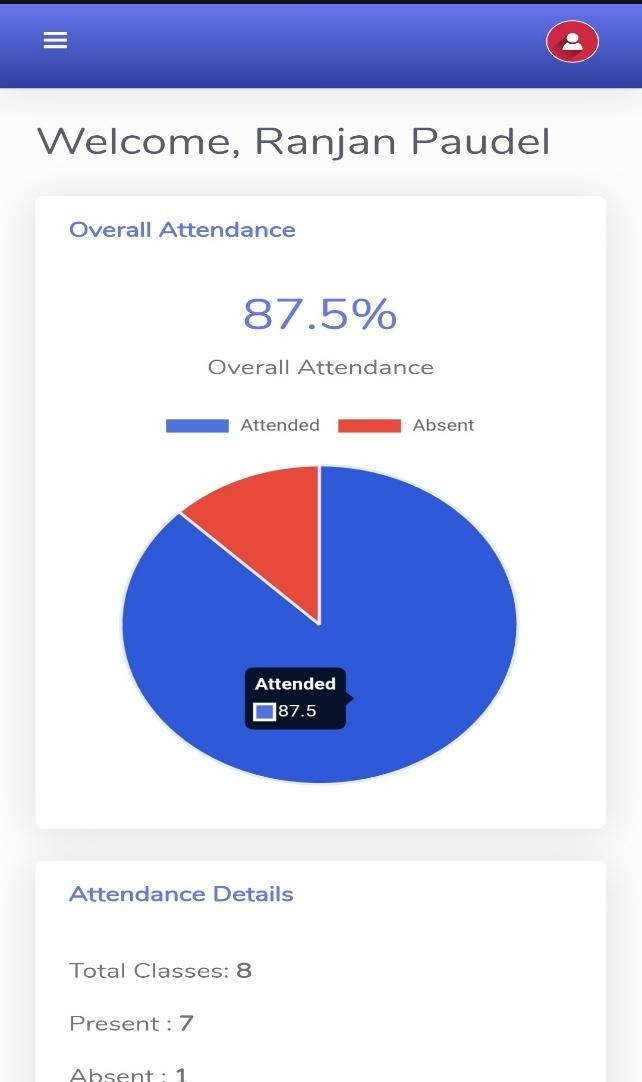 Welcome, Ranjan Paudel
Overall Attendance
87.5%
Overall Attendance
Attended Absent
Attended
87.5
Attendance Details
Total Classes: 8
Present : 7
Absent : 1